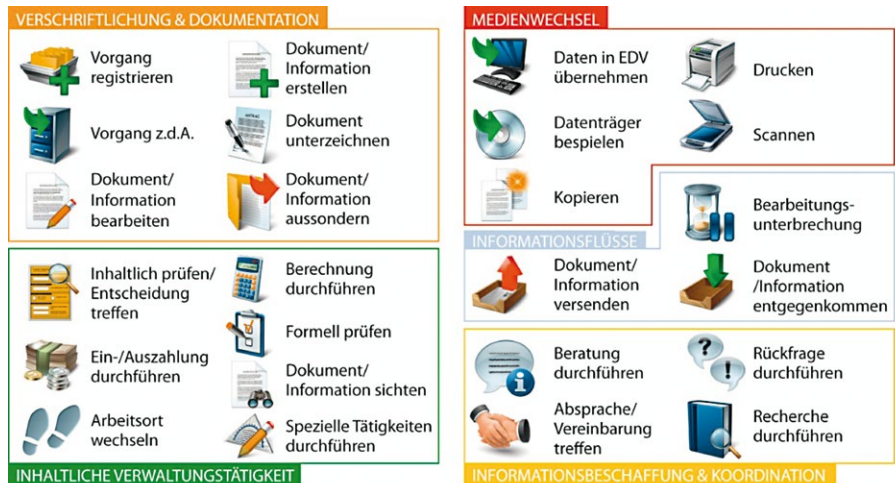 VERSCHRIFTLICHUNG & DOKUMENTATION
Vorgang
registrieren
Dokument/
Information
erstellen
Vorgang z.d.A.
Dokument
unterzeichnen
Dokument/
Information
bearbeiten
Dokument/
Information
aussondern
MEDIENWECHSEL
Daten in EDV
übernehmen
Drucken
Datenträger
bespielen
Scannen
Kopieren
INFORMATIONSFLÜSSE
Bearbeitungs-
unterbrechung
Dokument/
Information
versenden
Dokument
/Information
entgegenkommen
Inhaltlich prüfen/
Entscheidung
treffen
Berechnung
durchführen
Formell prüfen
Ein-/Auszahlung
durchführen
Dokument/
Information sichten
Arbeitsort
wechseln
Spezielle Tätigkeiten
durchführen
INHALTLICHE VERWALTUNGSTÄTIGKEIT
Beratung
durchführen
Rückfrage
durchführen
Absprache/
Vereinbarung
treffen
Recherche
durchführen
INFORMATIONSBESCHAFFUNG & KOORDINATION